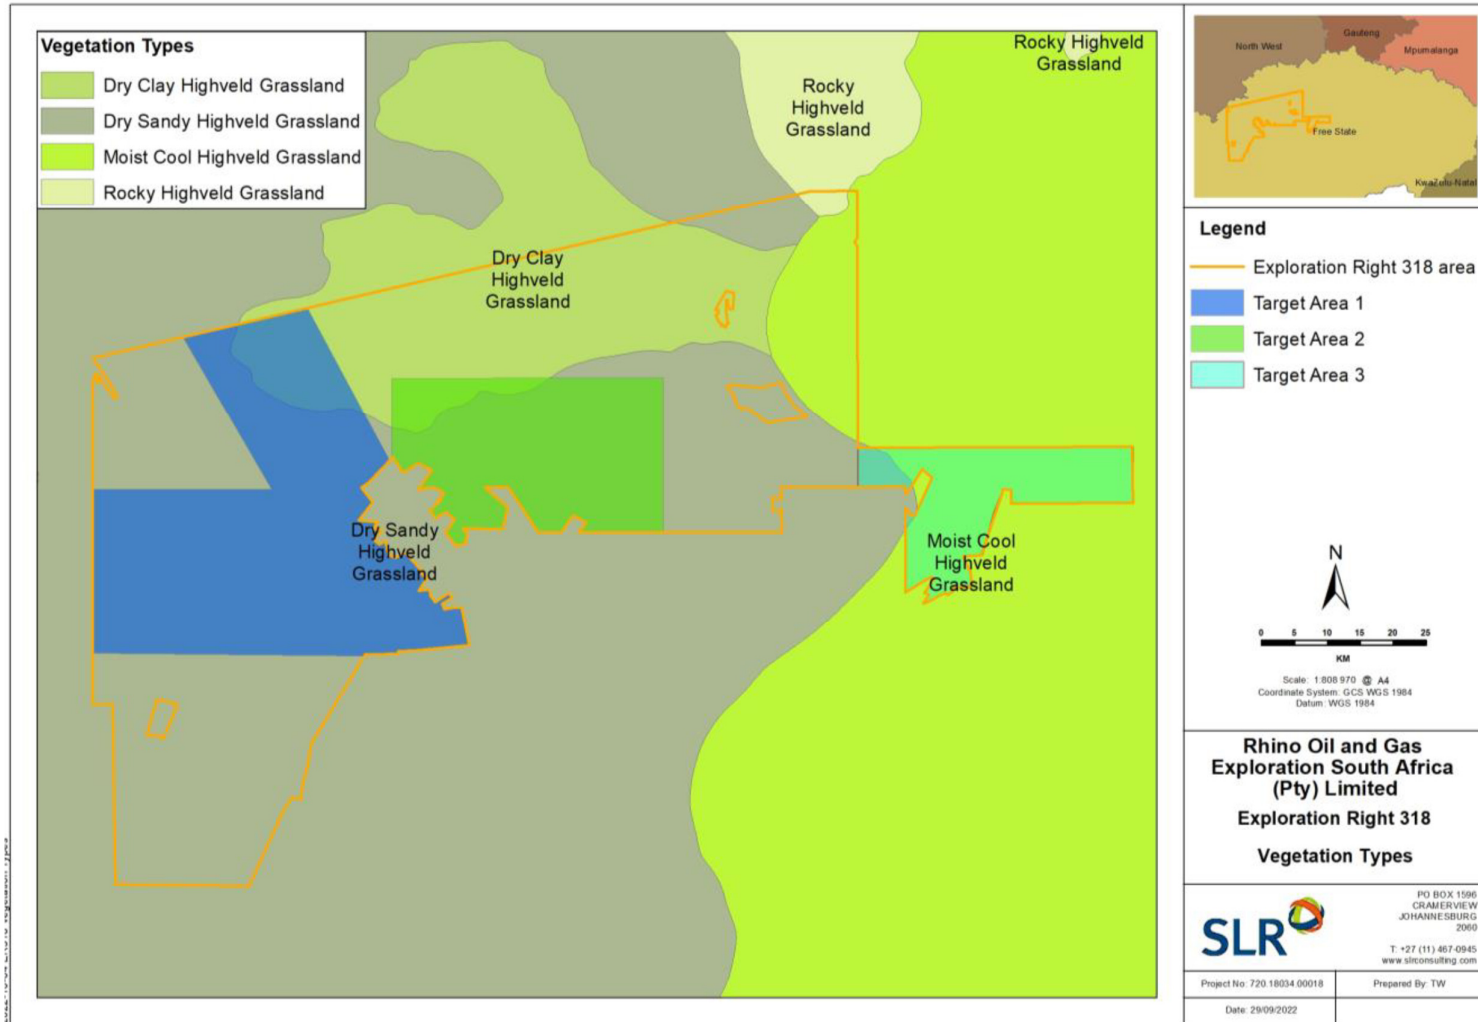 Vegetation Types
Dry Clay Highveld Grassland
Dry Sandy Highveld Grassland
Moist Cool Highveld Grassland
Rocky Highveld Grassland
Rocky
Highveld
Grassland
Rocky Highveld
Grassland
Dry Clay
Highveld
Grassland
Dry Sandy
Highveld
Grassland
Moist Cool
Highveld
Grassland
North West
Gauteng
Mpumalanga
Free State
KwaZulu-Natal
Legend
Exploration Right 318 area
Target Area 1
Target Area 2
Target Area 3
N
0 5 10 15 20 25
KM
Scale: 1:808 970 @ A4
Coordinate System: GCS WGS 1984
Datum: WGS 1984
Rhino Oil and Gas
Exploration South Africa
(Pty) Limited
Exploration Right 318
Vegetation Types
SLR
PO BOX 1596
CRAMERVIEW
JOHANNESBURG
2060
T: +27 (11) 467-0945
www.slrconsulting.com
Project No: 720.18034.00018
Prepared By: TW
Date: 29/09/2022